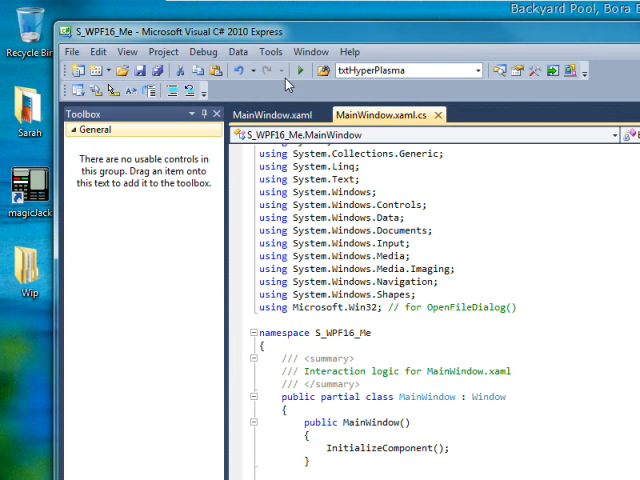 Backyard Pool, Bora
S_WPF16_Me - Microsoft Visual C# 2010 Express
File Edit View Project Debug Data Tools Window Help
txtHyperPlasma
Recycle Bin
Sarah
magicJack
Wip
Toolbox
General
There are no usable controls in
this group. Drag an item onto
this text to add it to the toolbox.
MainWindow.xaml MainWindow.xaml.cs
S_WPF16_Me.MainWindow
using System.Collections.Generic;
using System.Linq;
using System.Text;
using System.Windows;
using System.Windows.Controls;
using System.Windows.Data;
using System.Windows.Documents;
using System.Windows.Input;
using System.Windows.Media;
using System.Windows.Media.Imaging;
using System.Windows.Navigation;
using System.Windows.Shapes;
using Microsoft.Win32; // for OpenFileDialog()
namespace S_WPF16_Me
{
/// <summary>
/// Interaction logic for MainWindow.xaml
/// </summary>
public partial class MainWindow : Window
{
public MainWindow()
{
InitializeComponent();
}